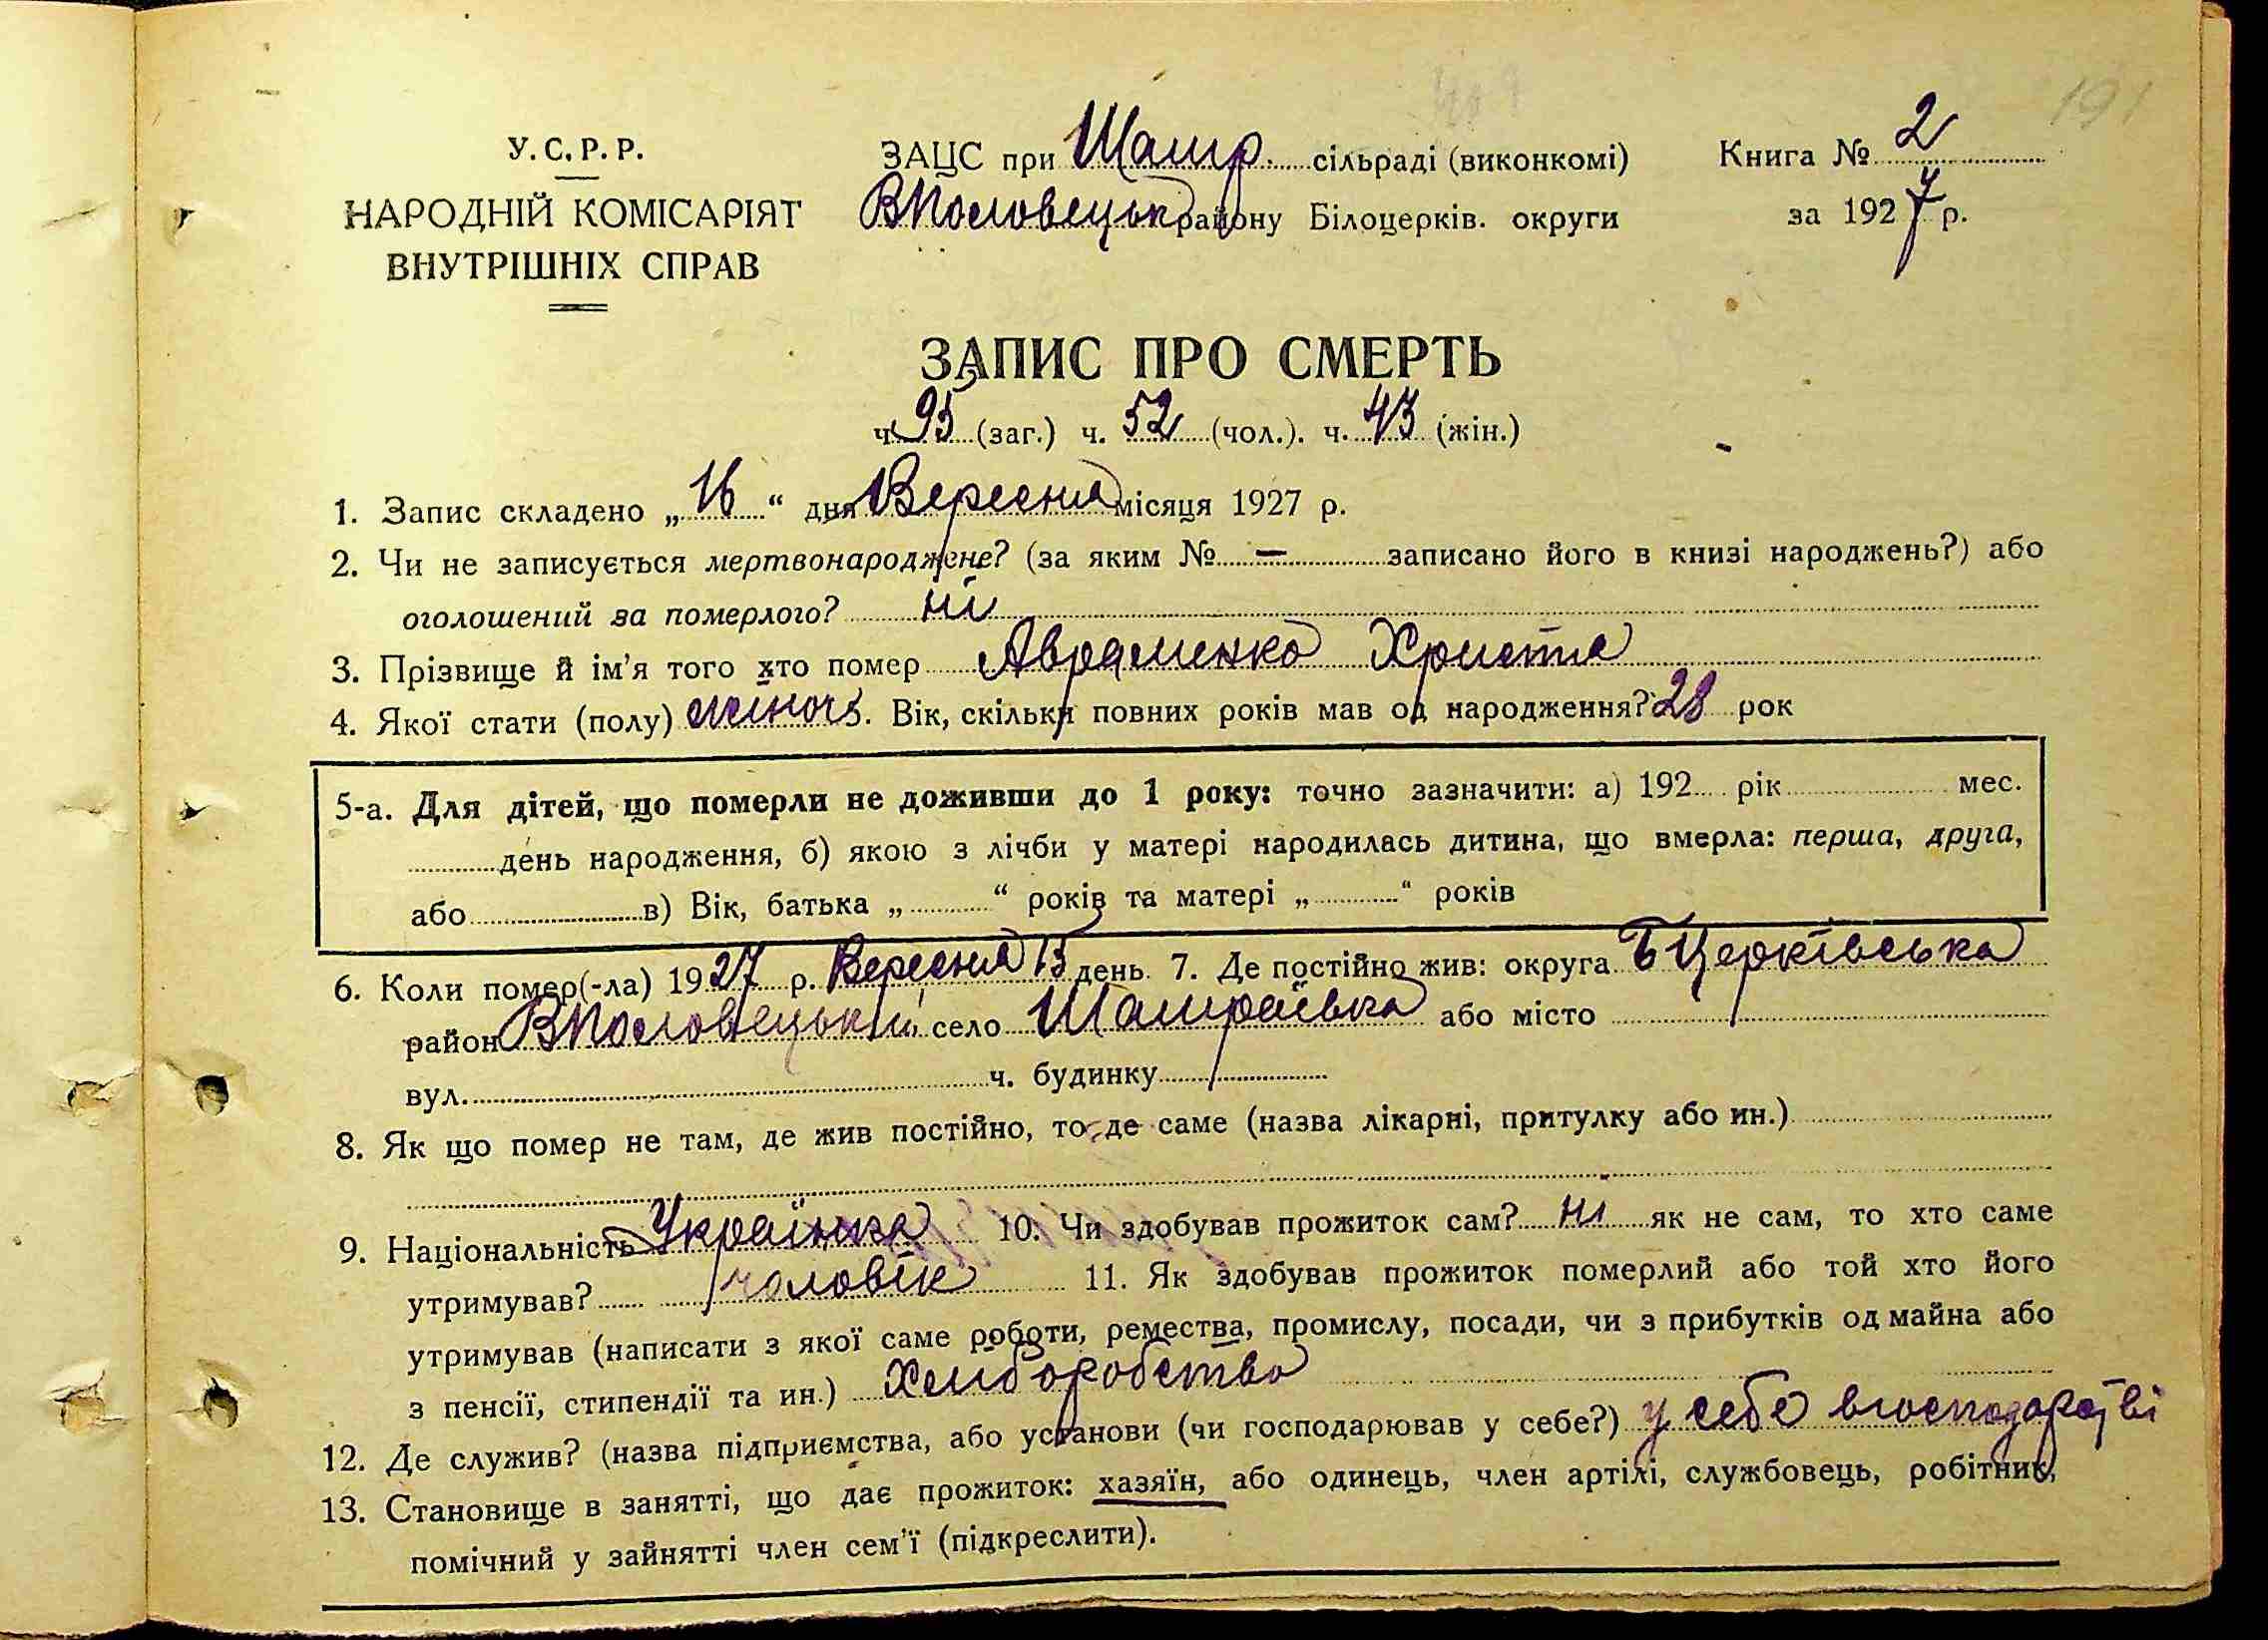 191
У. С. Р. Р.
НАРОДНІЙ КОМІСАРІЯТ
ВНУТРІШНІХ СПРАВ
ЗАЦС при Шамр. сільраді (виконкомі)
ВПоловецьк району Білоцерків. округи
Книга № 2
за 1927 р.
ЗАПИС ПРО СМЕРТЬ
ч. 95 (заг.) ч. 52 (чол.). ч. 43 (жін.)
1. Запис складено „16“ дня Вересня місяця 1927 р.
2. Чи не записується мертвонароджене? (за яким № — записано його в книзі народжень?) або
оголошений за померлого? ні
3. Прізвище й ім'я того хто помер Авраменко Христя
4. Якої стати (полу) жіноч. Вік, скільки повних років мав од народження? 28 рок
5-а. Для дітей, що померли не доживши до 1 року: точно зазначити: а) 192 рік мес.
день народження, б) якою з лічби у матері народилась дитина, що вмерла: перша, друга,
або в) Вік, батька „ “ років та матері „ “ років
6. Коли помер(-ла) 1927 р. Вересня 15 день. 7. Де постійно жив: округа БЦерківська
район ВПоловецький село Шамраївка або місто
вул. ч. будинку
8. Як що помер не там, де жив постійно, то де саме (назва лікарні, притулку або ин.)
9. Національність Українка 10. Чи здобував прожиток сам? ні як не сам, то хто саме
утримував? чоловік 11. Як здобував прожиток померлий або той хто його
утримував (написати з якої саме роботи, ремества, промислу, посади, чи з прибутків од майна або
з пенсії, стипендії та ин.) Хліборобство
12. Де служив? (назва підприємства, або установи (чи господарював у себе?) у себе в господарстві
13. Становище в занятті, що дає прожиток: хазяїн, або одинець, член артілі, службовець, робітник,
помічний у зайнятті член сем'ї (підкреслити).